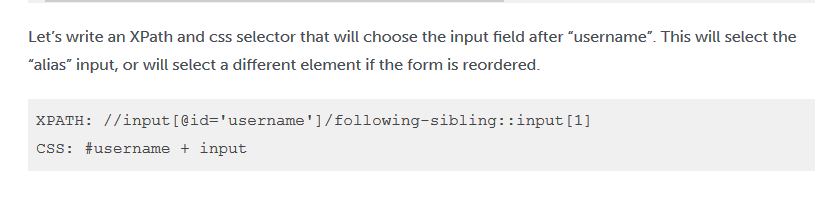 Let’s write an XPath and css selector that will choose the input field after “username”. This will select the
“alias” input, or will select a different element if the form is reordered.
XPATH: //input[@id='username']/following-sibling::input[1]
CSS: #username + input